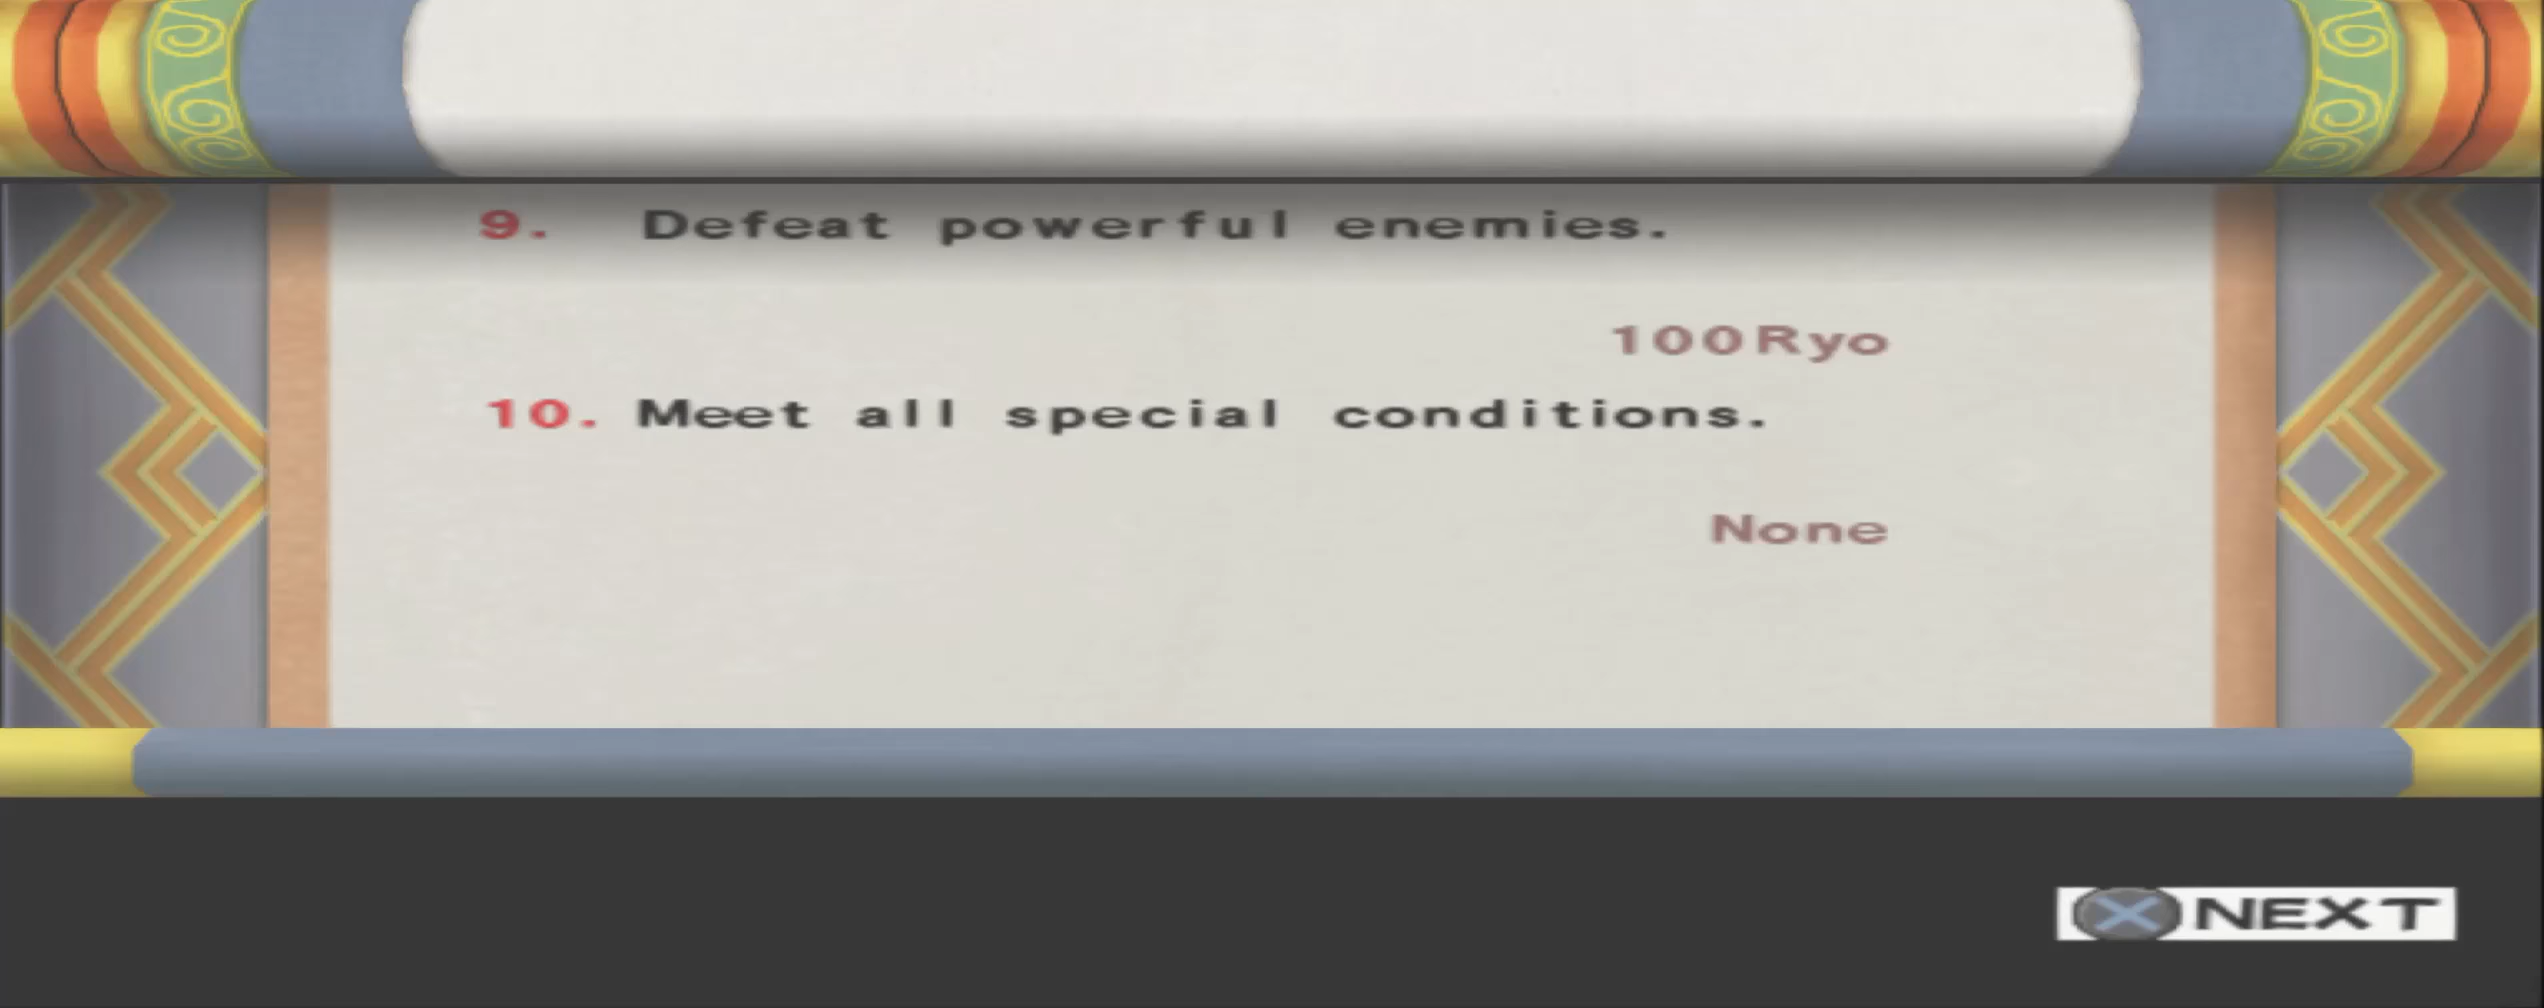 9. Defeat powerful enemies.
100Ryo
10. Meet all special conditions.
None
NEXT